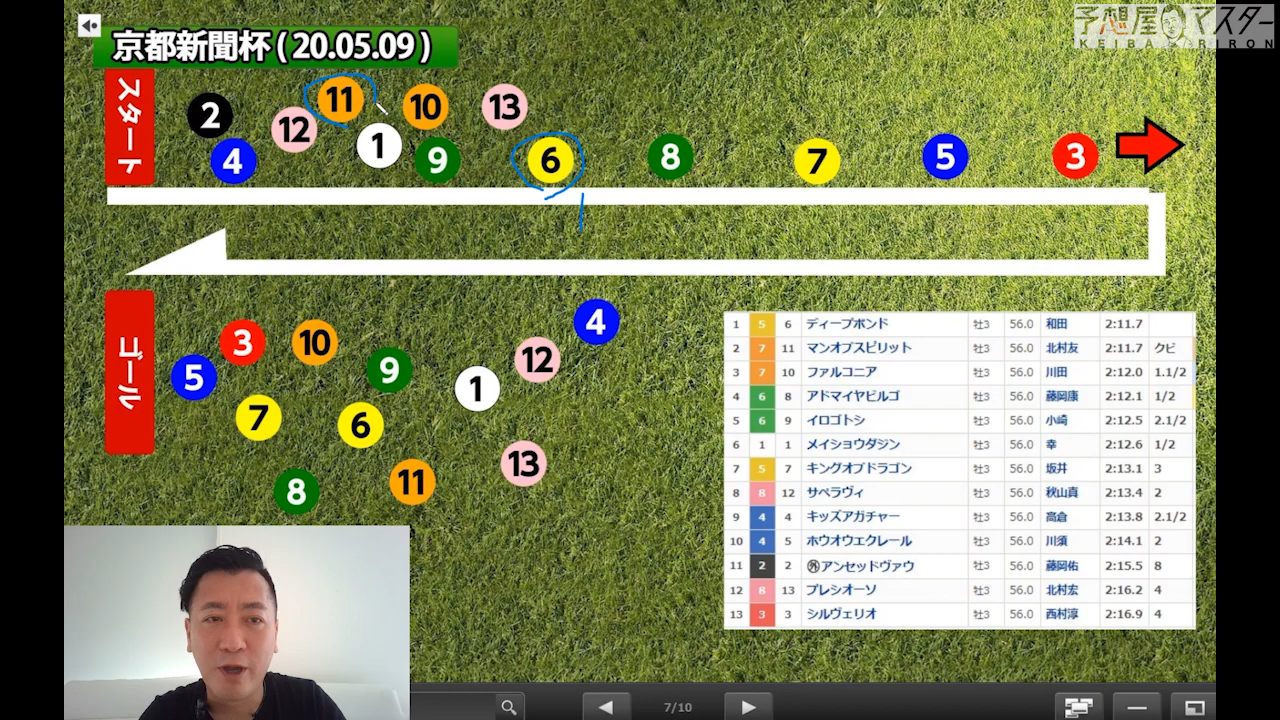 予想屋マスター
KEIBA RIRON
京都新聞杯 ( 20.05.09 )
スタート
2 12 11 10 13
4 1 9 6 8 7 5 3
ゴール
5 3 10 9 1 12 4
7 6 13
8 11
1 5 6 ディープボンド 牡3 56.0 和田 2:11.7
2 7 11 マンオブスピリット 牡3 56.0 北村友 2:11.7 クビ
3 7 10 ファルコニア 牡3 56.0 川田 2:12.0 1.1/2
4 6 8 アドマイヤビルゴ 牡3 56.0 藤岡康 2:12.1 1/2
5 6 9 イロゴトシ 牡3 56.0 小崎 2:12.5 2.1/2
6 1 1 メイショウダジン 牡3 56.0 幸 2:12.6 1/2
7 5 7 キングオブドラゴン 牡3 56.0 坂井 2:13.1 3
8 8 12 サペラヴィ 牡3 56.0 秋山真 2:13.4 2
9 4 4 キッズアガチャー 牡3 56.0 高倉 2:13.8 2.1/2
10 4 5 ホウオウエクレール 牡3 56.0 川須 2:14.1 2
11 2 2 ㊕アンセッドヴァウ 牡3 56.0 藤岡佑 2:15.5 8
12 8 13 プレシオーソ 牡3 56.0 北村宏 2:16.2 4
13 3 3 シルヴェリオ 牡3 56.0 西村淳 2:16.9 4
7/10